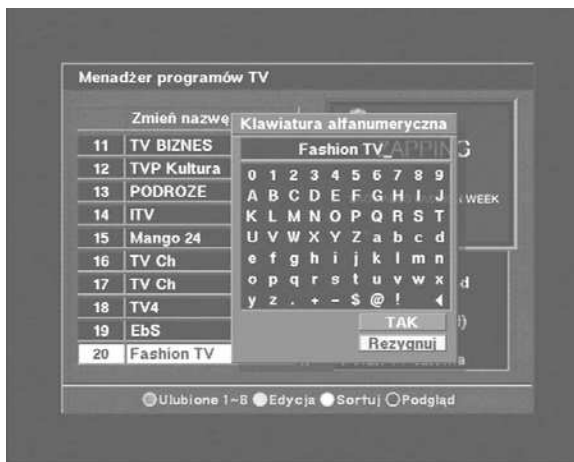 Menadżer programów TV
Zmień nazwę
11 TV BIZNES
12 TVP Kultura
13 PODROZE
14 ITV
15 Mango 24
16 TV Ch
17 TV Ch
18 TV4
19 EbS
20 Fashion TV
Klawiatura alfanumeryczna
Fashion TV_
0 1 2 3 4 5 6 7 8 9
A B C D E F G H I J
K L M N O P Q R S T
U V W X Y Z a b c d
e f g h i j k l m n
o p q r s t u v w x
y z . + - $ @ !
TAK
Rezygnuj
ZAPPING
WEEK
Ulubione 1~8 Edycja Sortuj Podgląd